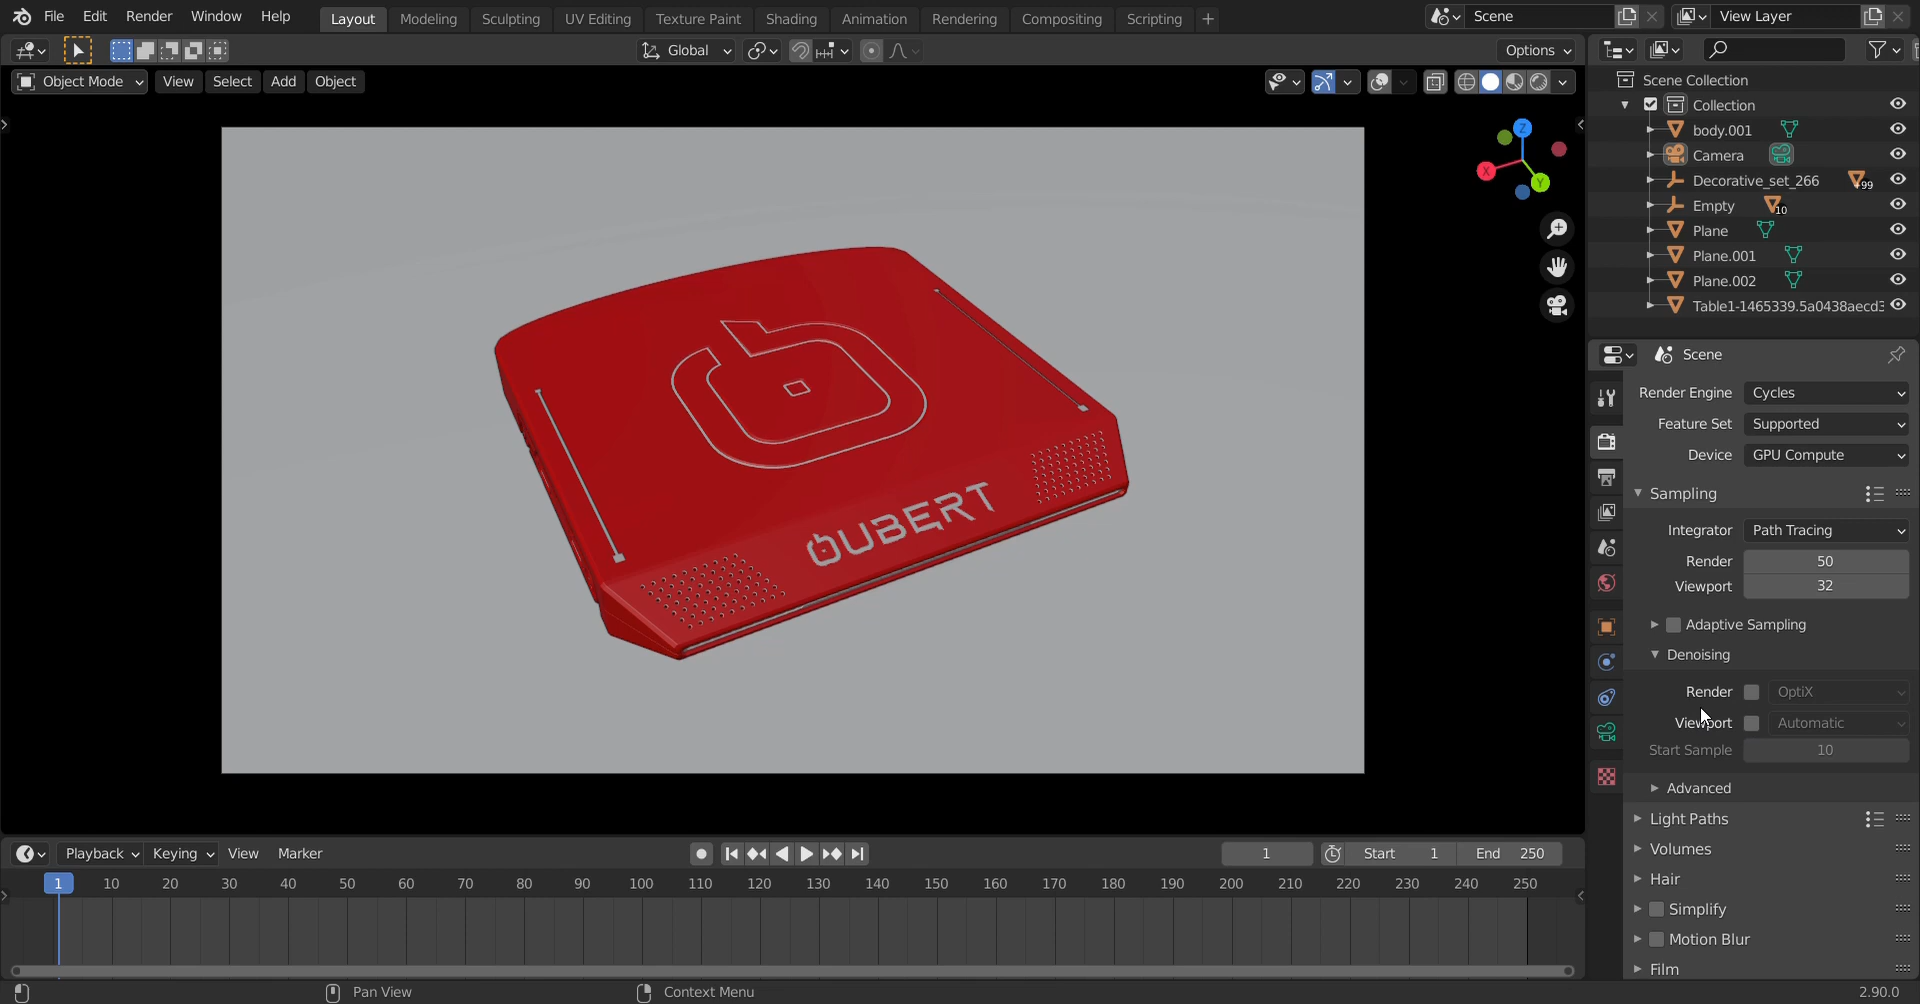 File Edit Render Window Help Layout Modeling Sculpting UV Editing Texture Paint Shading Animation Rendering Compositing Scripting + Scene View Layer
Global Options
Object Mode View Select Add Object
Scene Collection
Collection
body.001
Camera
Decorative_set_266 +99
Empty 10
Plane
Plane.001
Plane.002
Table1-1465339.5a0438aecd3
Z
X
Y
QUBERT
Scene
Render Engine Cycles
Feature Set Supported
Device GPU Compute
Sampling
Integrator Path Tracing
Render 50
Viewport 32
Adaptive Sampling
Denoising
Render OptiX
Viewport Automatic
Start Sample 10
Advanced
Light Paths
Volumes
Hair
Simplify
Motion Blur
Film
Playback Keying View Marker 1 Start 1 End 250
1 10 20 30 40 50 60 70 80 90 100 110 120 130 140 150 160 170 180 190 200 210 220 230 240 250
Pan View Context Menu 2.90.0